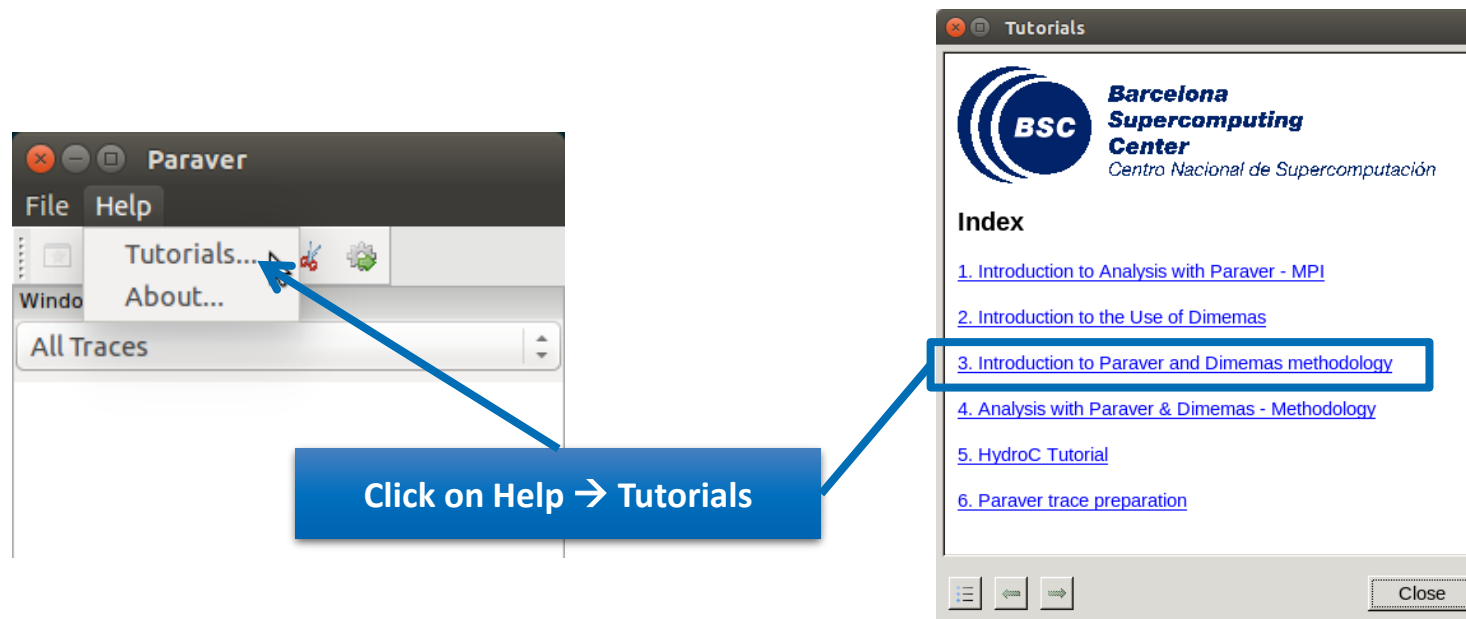 Paraver
File Help
Tutorials...
About...
All Traces
Click on Help → Tutorials
Tutorials
BSC
Barcelona
Supercomputing
Center
Centro Nacional de Supercomputación
Index
1. Introduction to Analysis with Paraver - MPI
2. Introduction to the Use of Dimemas
3. Introduction to Paraver and Dimemas methodology
4. Analysis with Paraver & Dimemas - Methodology
5. HydroC Tutorial
6. Paraver trace preparation
Close